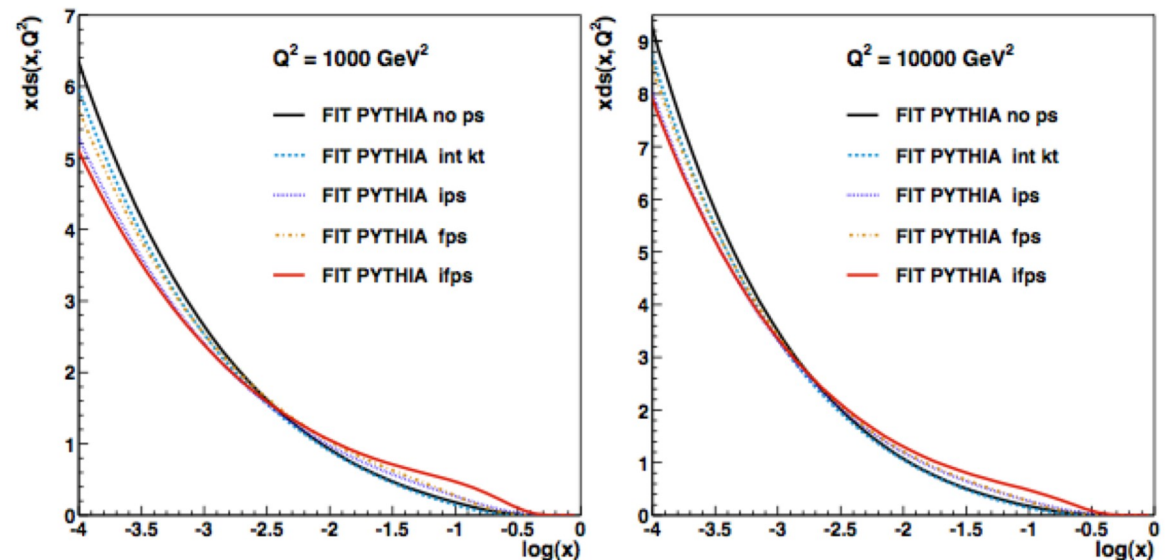 xds(x,Q²)
7
6
5
4
3
2
1
0
Q² = 1000 GeV²
FIT PYTHIA no ps
FIT PYTHIA int kt
FIT PYTHIA ips
FIT PYTHIA fps
FIT PYTHIA ifps
-4 -3.5 -3 -2.5 -2 -1.5 -1 -0.5 0
log(x)
xds(x,Q²)
9
8
7
6
5
4
3
2
1
0
Q² = 10000 GeV²
FIT PYTHIA no ps
FIT PYTHIA int kt
FIT PYTHIA ips
FIT PYTHIA fps
FIT PYTHIA ifps
-4 -3.5 -3 -2.5 -2 -1.5 -1 -0.5 0
log(x)